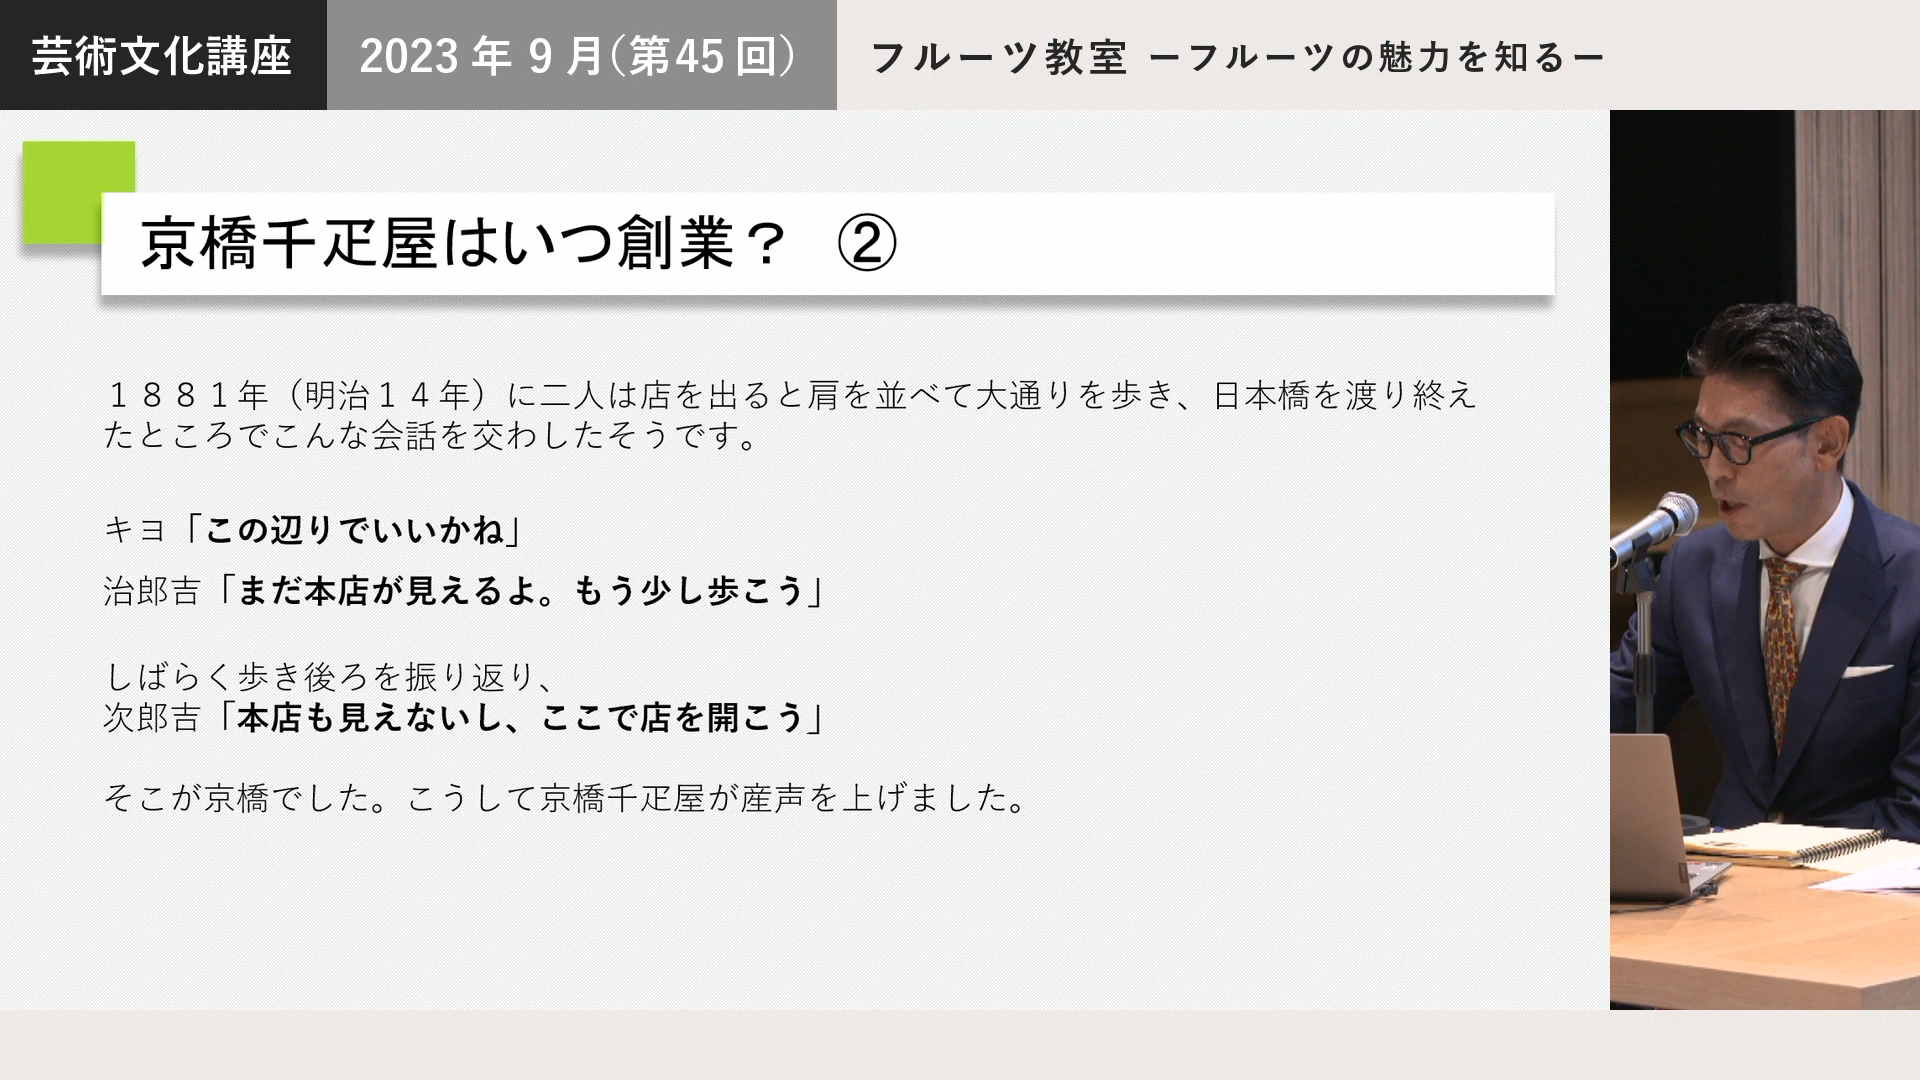 芸術文化講座 2023年9月(第45回) フルーツ教室 ーフルーツの魅力を知るー
京橋千疋屋はいつ創業？ ②
１８８１年（明治１４年）に二人は店を出ると肩を並べて大通りを歩き、日本橋を渡り終え
たところでこんな会話を交わしたそうです。
キヨ「この辺りでいいかね」
治郎吉「まだ本店が見えるよ。もう少し歩こう」
しばらく歩き後ろを振り返り、
次郎吉「本店も見えないし、ここで店を開こう」
そこが京橋でした。こうして京橋千疋屋が産声を上げました。